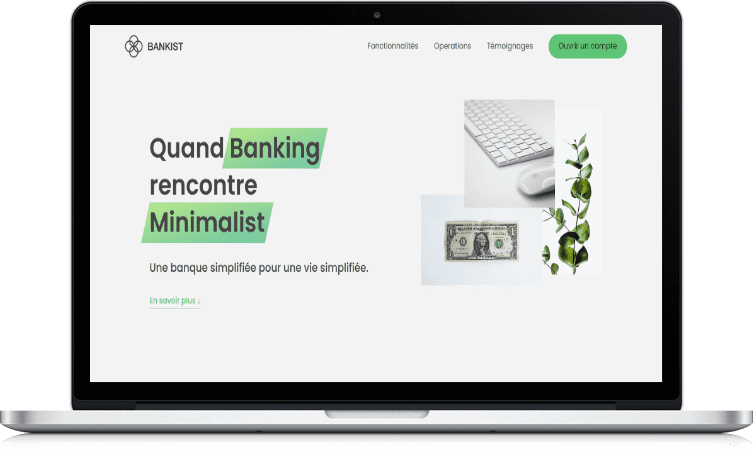 BANKIST
Fonctionnalités
Operations
Témoignages
Ouvrir un compte
Quand Banking
rencontre
Minimalist
Une banque simplifiée pour une vie simplifiée.
En savoir plus ↓